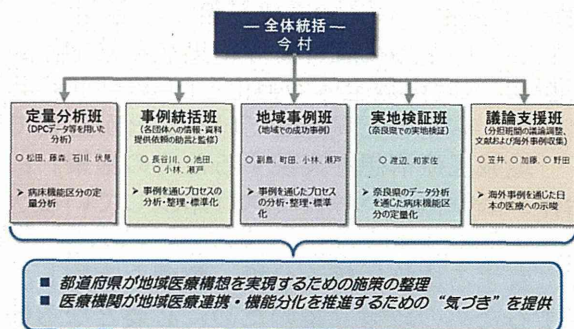 ― 全体統括 ―
今村
定量分析班
(DPCデータ等を用いた
分析)
○ 松田、藤森、石川、伏見
➤ 病床機能区分の定
量分析
事例統括班
(各団体への情報・資料
提供依頼の助言と監修)
○ 長谷川、○ 池田、
○ 小林、瀬戸
➤ 事例を通じプロセスの
分析・整理・標準化
地域事例班
(地域での成功事例)
○ 副島、町田、小林、瀬戸
➤ 事例を通じたプロセス
の分析・整理・標準
化
実地検証班
(奈良県での実地検証)
○ 渡辺、和家佐
➤ 奈良県のデータ分析
を通じた病床機能区
分の定量化
議論支援班
(分担班間の議論調整、
文献および海外事例収集)
○ 笠井、○ 加藤、○ 野田
➤ 海外事例を通じた日
本の医療への示唆
■ 都道府県が地域医療構想を実現するための施策の整理
■ 医療機関が地域医療連携・機能分化を推進するための“気づき”を提供